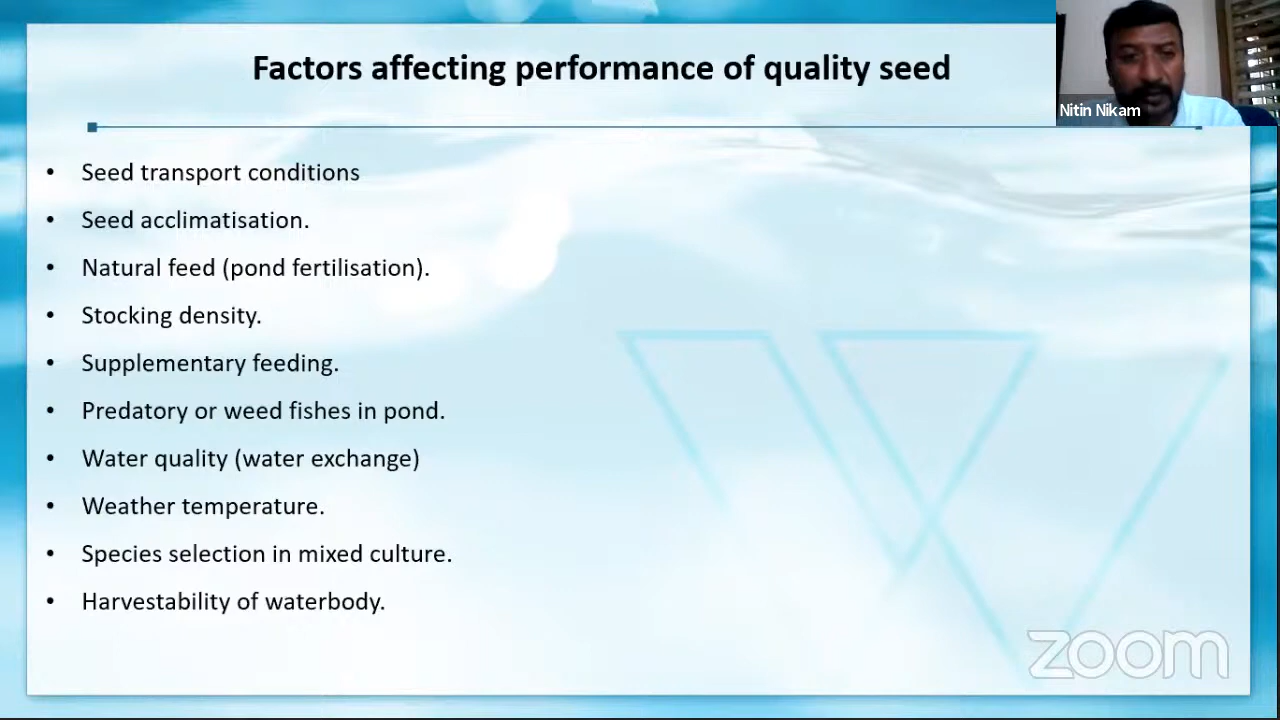 Factors affecting performance of quality seed
Nitin Nikam
• Seed transport conditions
• Seed acclimatisation.
• Natural feed (pond fertilisation).
• Stocking density.
• Supplementary feeding.
• Predatory or weed fishes in pond.
• Water quality (water exchange)
• Weather temperature.
• Species selection in mixed culture.
• Harvestability of waterbody.
zoom